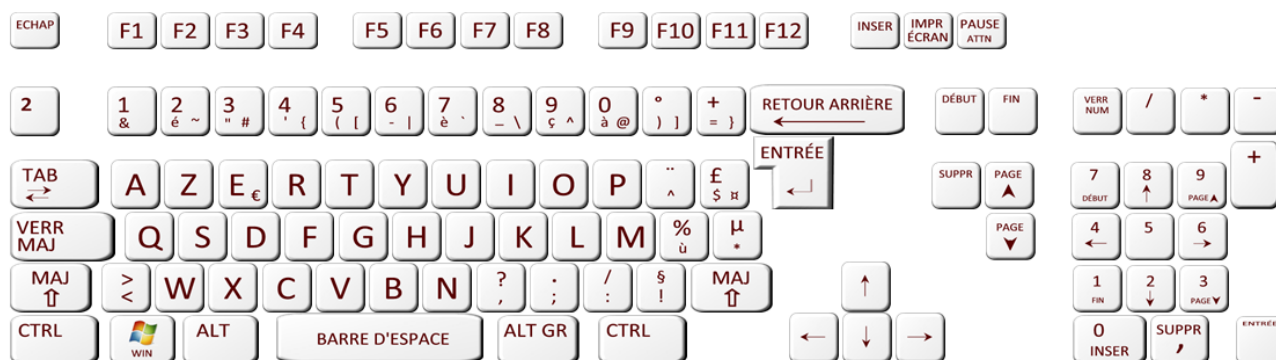 ECHAP F1 F2 F3 F4 F5 F6 F7 F8 F9 F10 F11 F12 INSER IMPR ÉCRAN PAUSE ATTN
2 1 & 2 é ~ 3 " # 4 ' { 5 ( [ 6 - | 7 è ` 8 _ \ 9 ç ^ 0 à @ ° ) ] + = } RETOUR ARRIÈRE DÉBUT FIN VERR NUM / * -
TAB A Z E € R T Y U I O P ¨ ^ £ $ ¤ ENTRÉE SUPPR PAGE 7 DÉBUT 8 ↑ 9 PAGE +
VERR MAJ Q S D F G H J K L M % ù µ * PAGE 4 ← 5 6 →
MAJ > < W X C V B N ? , . ; / : § ! MAJ ↑ 1 FIN 2 ↓ 3 PAGE
CTRL WIN ALT BARRE D'ESPACE ALT GR CTRL ← ↓ → 0 INSER SUPPR , ENTRÉE